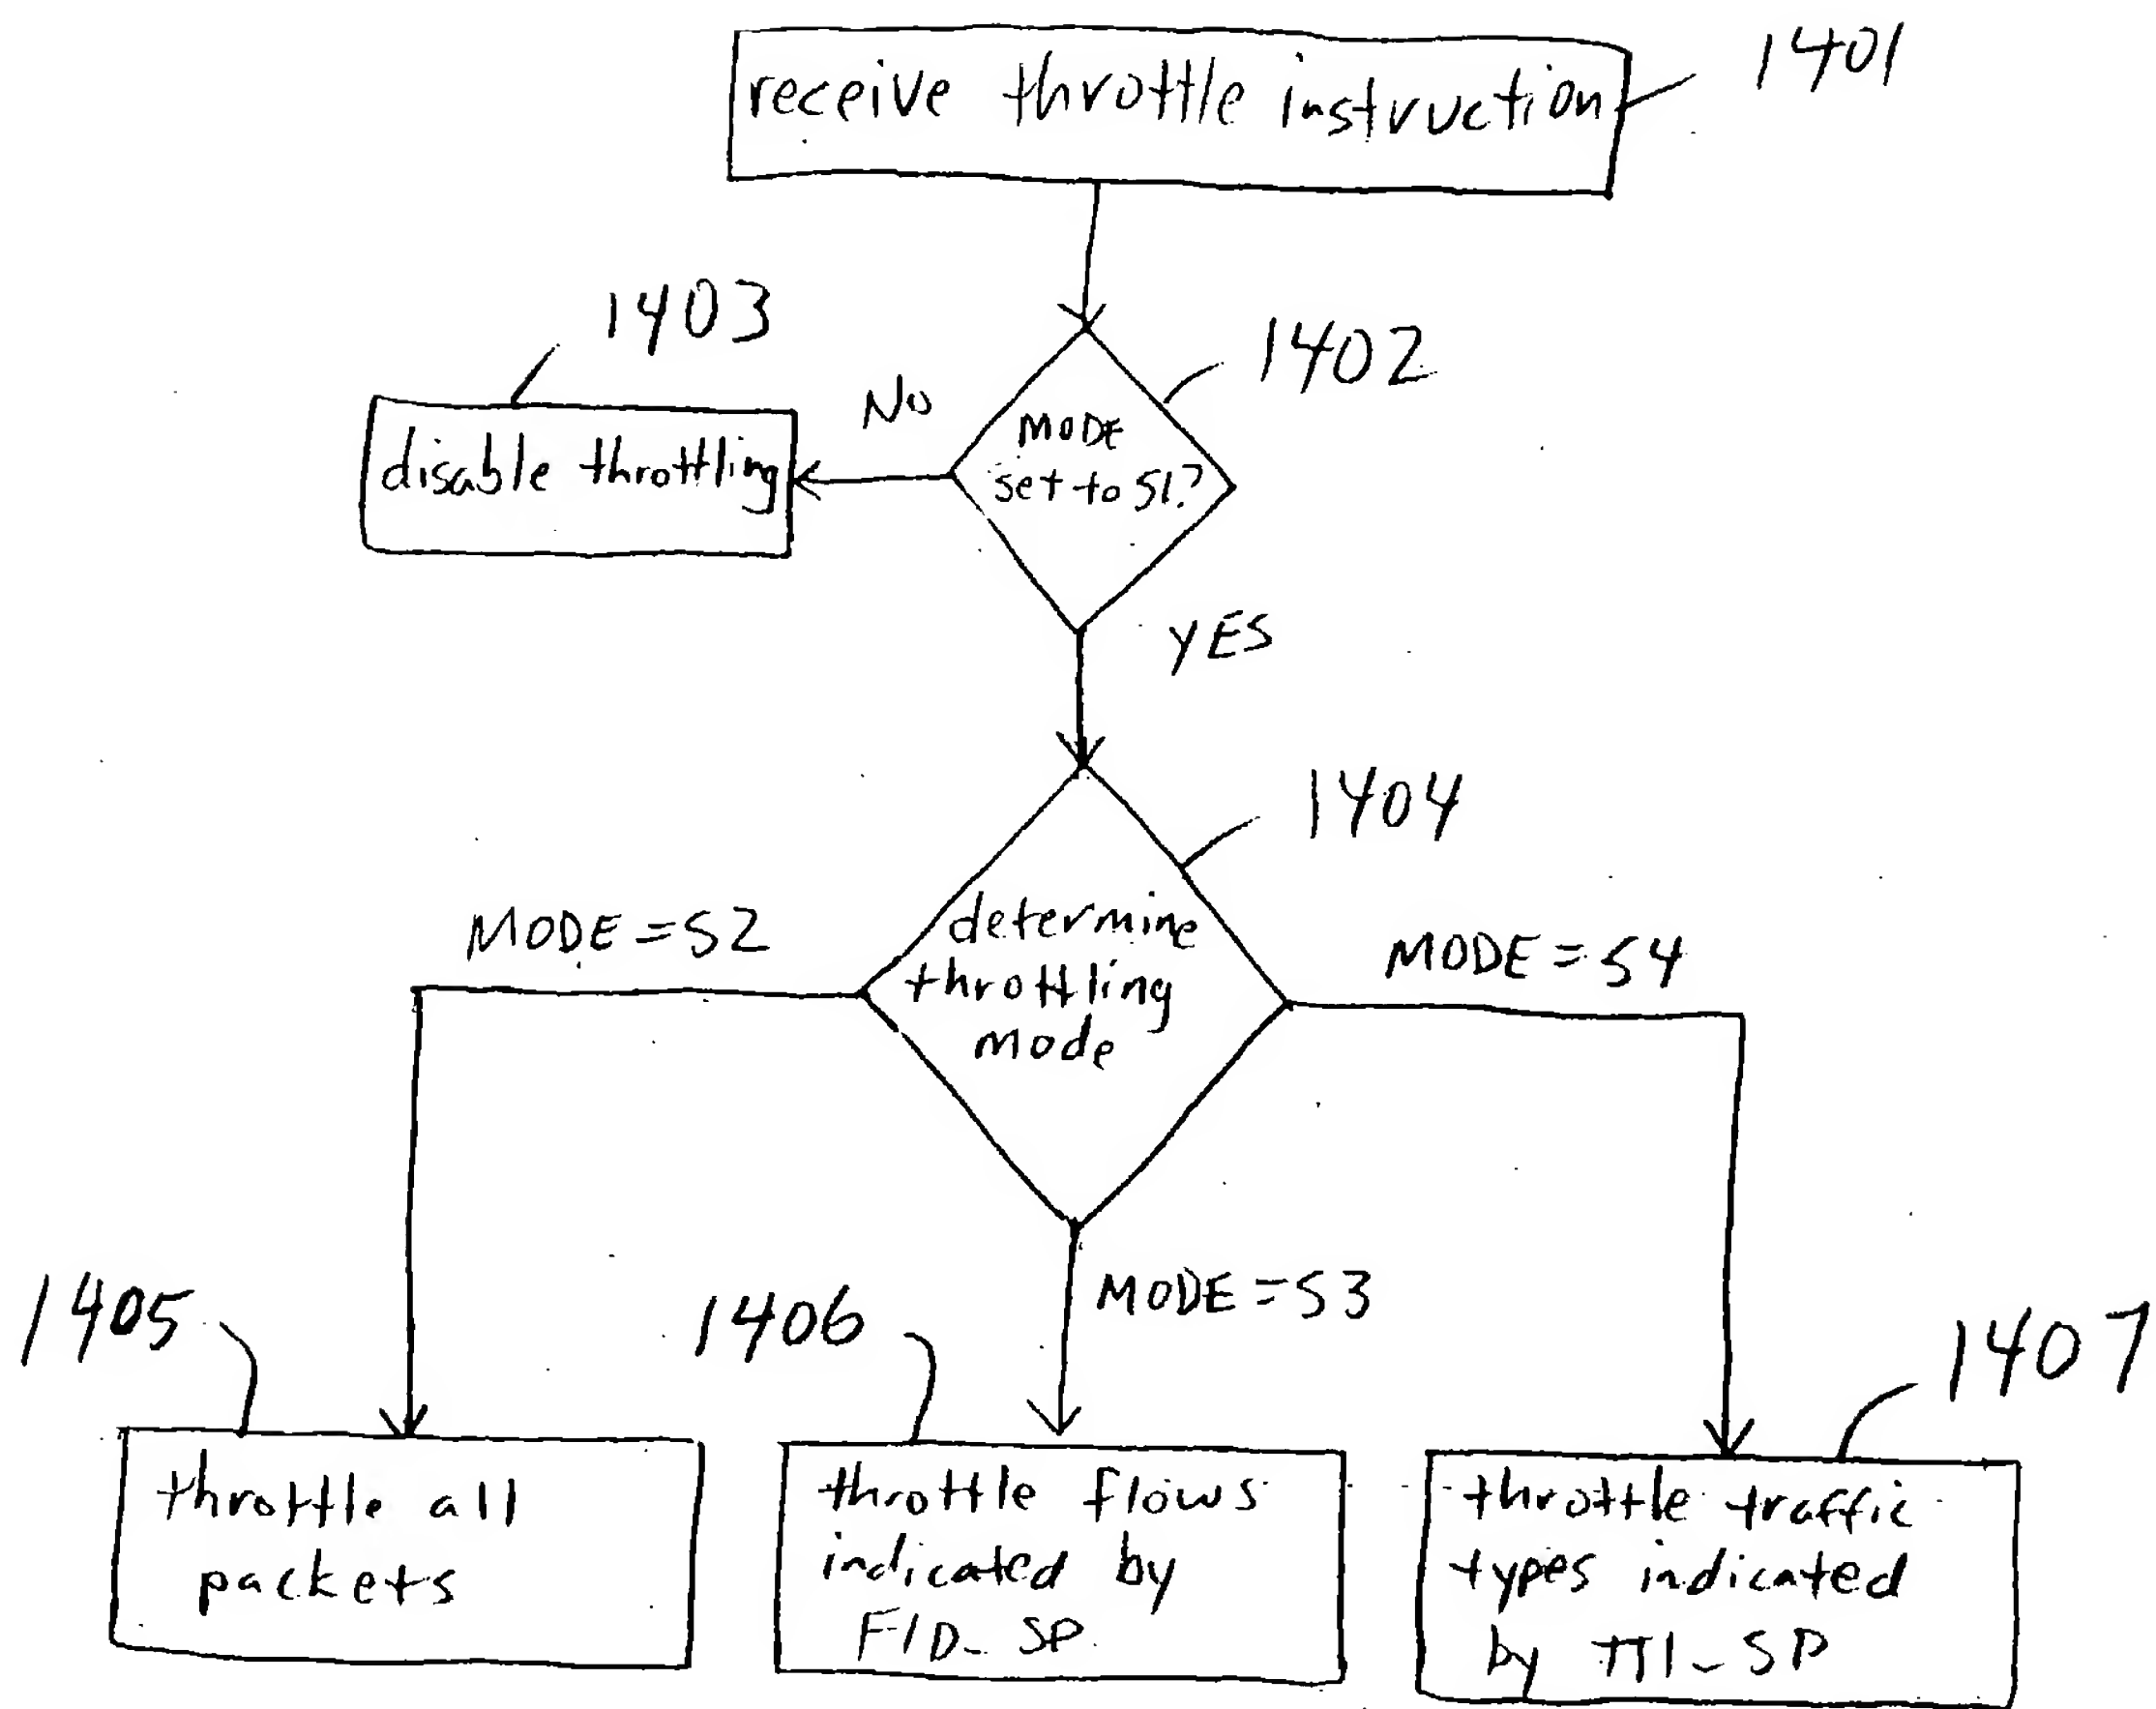 receive throttle instruction
1401
1403
1402
No
MODE
set to S1?
disable throttling
YES
1404
MODE=S2
determine
throttling
mode
MODE=S4
MODE=S3
1405
1406
1407
throttle all
packets
throttle flows
indicated by
FID_SP
throttle traffic
types indicated
by TTI_SP